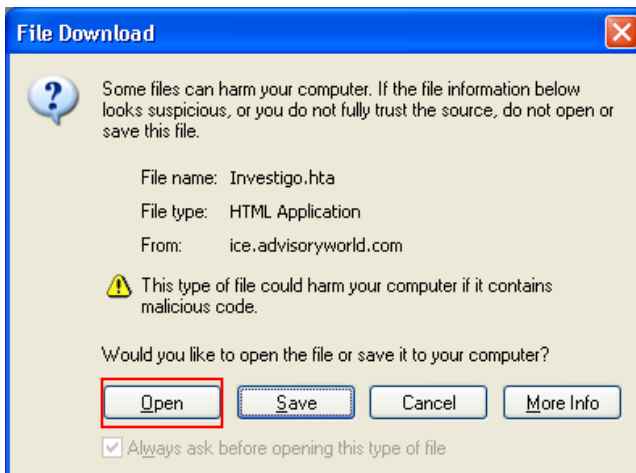 File Download
Some files can harm your computer. If the file information below
looks suspicious, or you do not fully trust the source, do not open or
save this file.
File name: Investigo.hta
File type: HTML Application
From: ice.advisoryworld.com
This type of file could harm your computer if it contains
malicious code.
Would you like to open the file or save it to your computer?
Open Save Cancel More Info
Always ask before opening this type of file